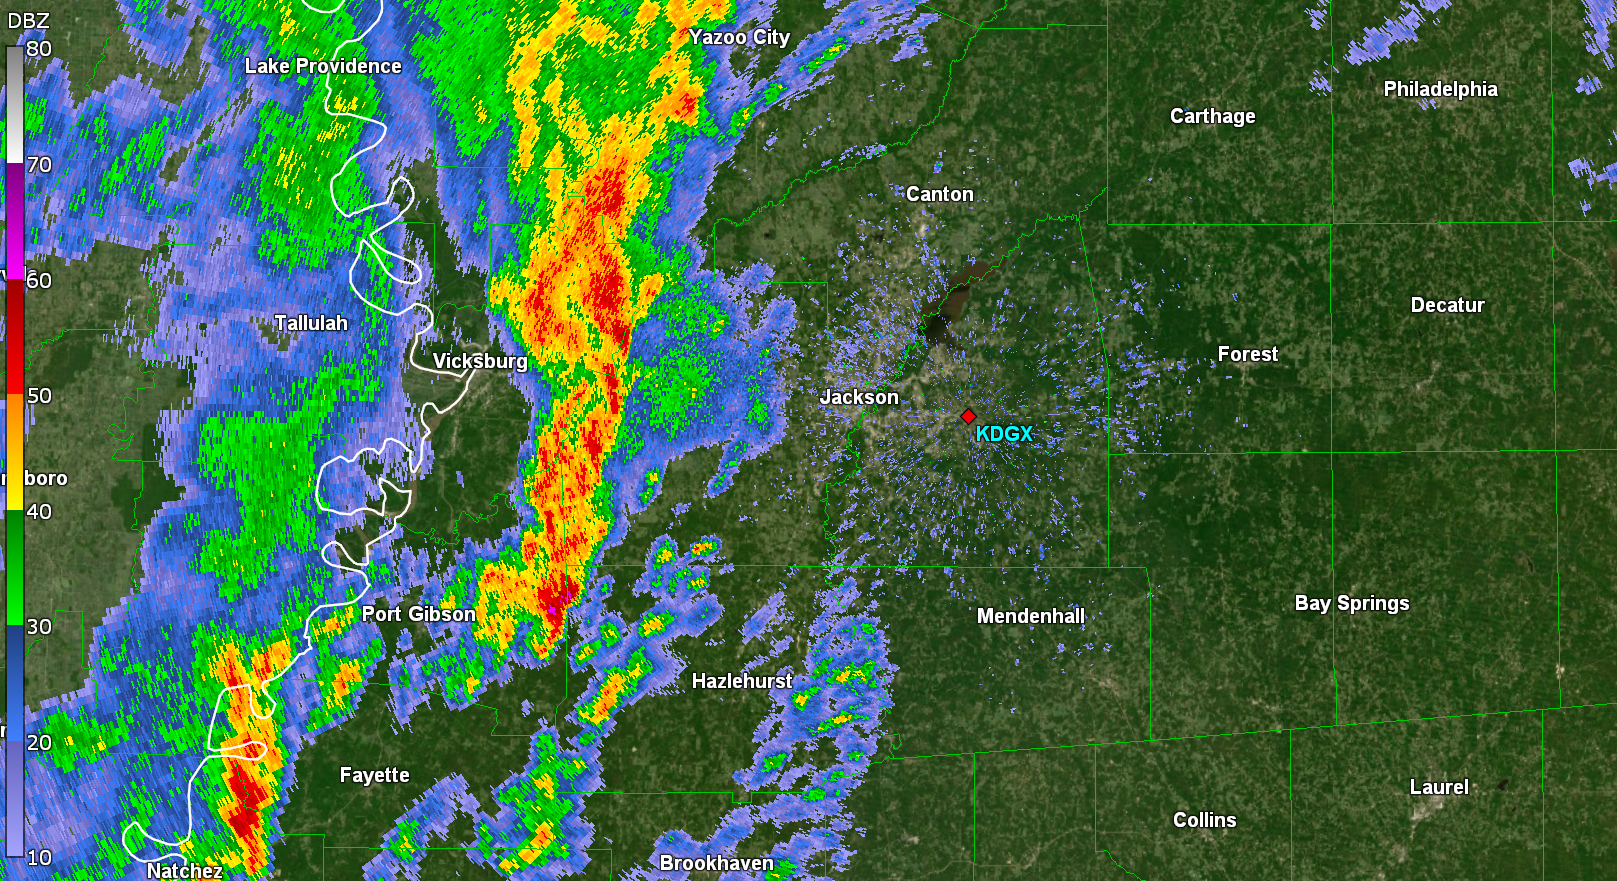 DBZ
80
70
60
50
40
30
20
10
Yazoo City
Lake Providence
Philadelphia
Carthage
Canton
Decatur
Tallulah
Forest
Vicksburg
Jackson
KDGX
boro
Bay Springs
Port Gibson
Mendenhall
Hazlehurst
Fayette
Laurel
Collins
Brookhaven
Natchez